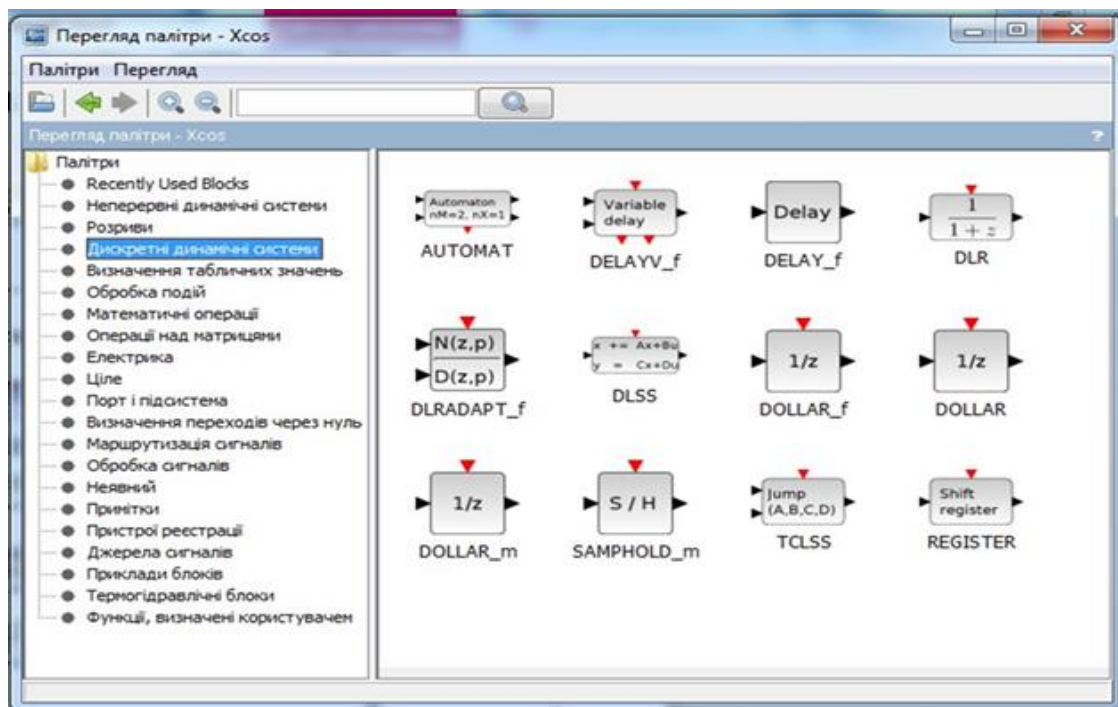 Перегляд палітри - Xcos
Палітри Перегляд
Перегляд палітри - Xcos
?
Палітри
Recently Used Blocks
Неперервні динамічні системи
Розриви
Дискретні динамічні системи
Визначення табличних значень
Обробка подій
Математичні операції
Операції над матрицями
Електрика
Ціле
Порт і підсистема
Визначення переходів через нуль
Маршрутизація сигналів
Обробка сигналів
Неявний
Примітки
Пристрої реєстрації
Джерела сигналів
Приклади блоків
Термогідравлічні блоки
Функції, визначені користувачем
Automaton
nM=2, nX=1
AUTOMAT
Variable
delay
DELAYV_f
Delay
DELAY_f
1
1 + z
DLR
N(z,p)
D(z,p)
DLRADAPT_f
x += Ax+Bu
y = Cx+Du
DLSS
1/z
DOLLAR_f
1/z
DOLLAR
1/z
DOLLAR_m
S / H
SAMPHOLD_m
Jump
(A,B,C,D)
TCLSS
Shift
register
REGISTER